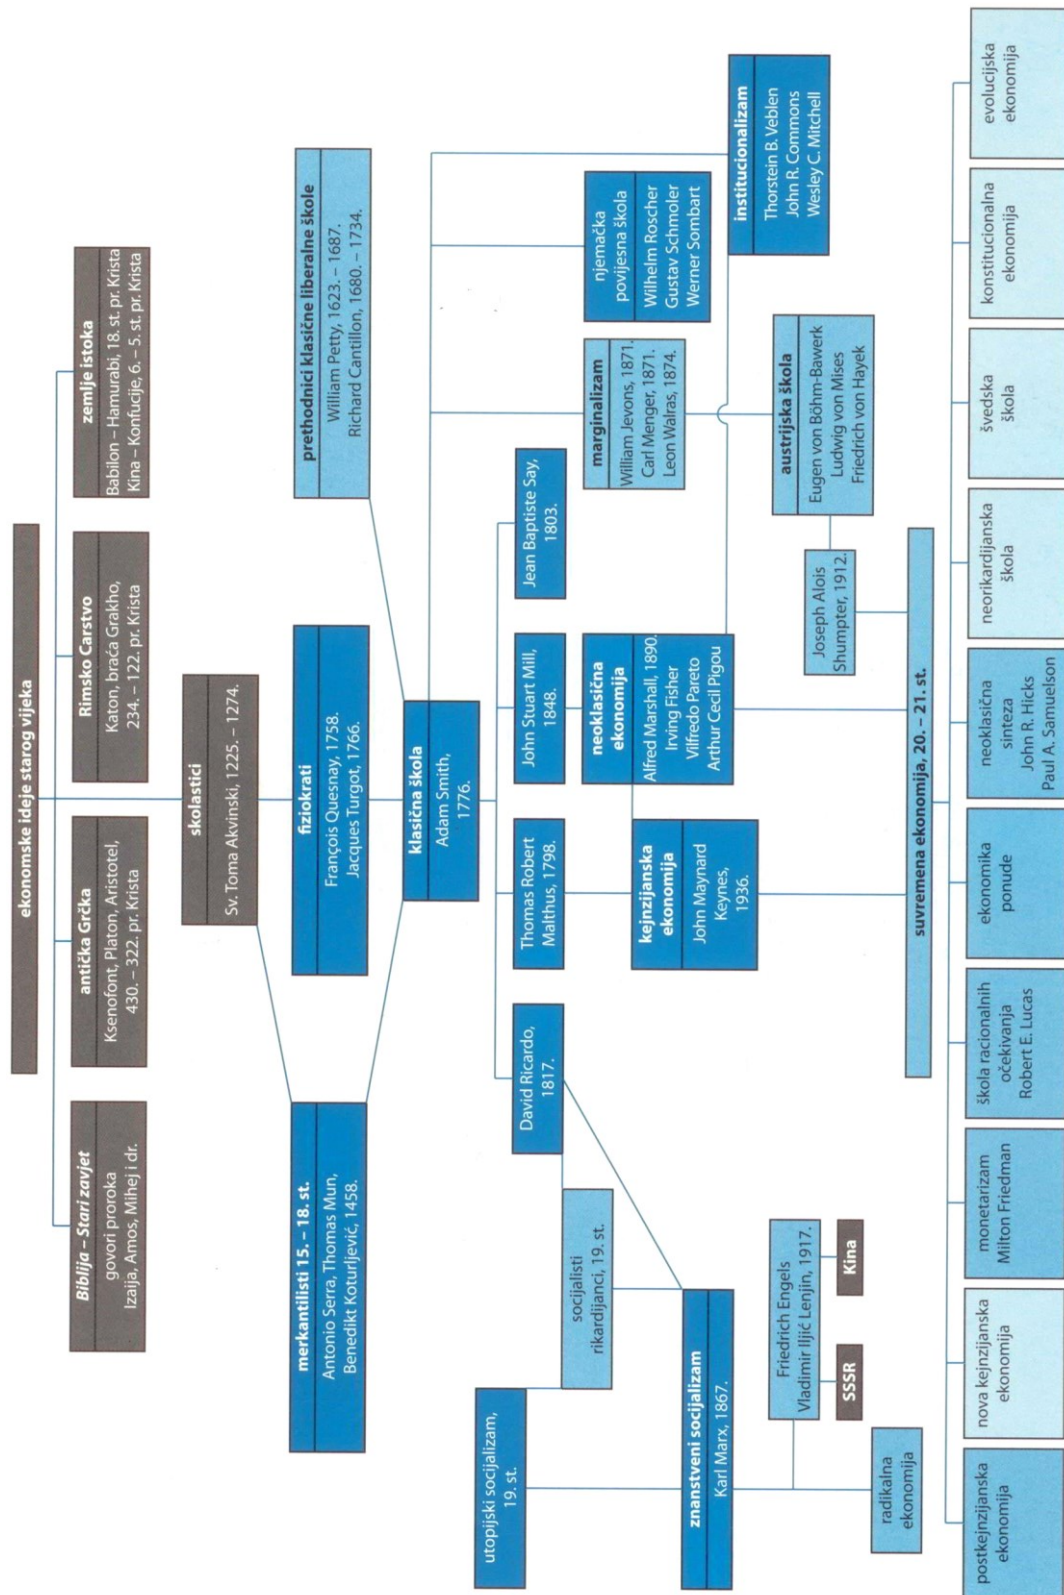 ekonomske ideje starog vijeka
Biblija – Stari zavjet
govori proroka
Izaija, Amos, Mihej i dr.
antička Grčka
Ksenofont, Platon, Aristotel,
430. – 322. pr. Krista
Rimsko Carstvo
Katon, braća Grakho,
234. – 122. pr. Krista
zemlje istoka
Babilon – Hamurabi, 18. st. pr. Krista
Kina – Konfucije, 6. – 5. st. pr. Krista
skolastici
Sv. Toma Akvinski, 1225. – 1274.
merkantilisti 15. – 18. st.
Antonio Serra, Thomas Mun,
Benedikt Koturljević, 1458.
fiziokrati
François Quesnay, 1758.
Jacques Turgot, 1766.
prethodnici klasične liberalne škole
William Petty, 1623. – 1687.
Richard Cantillon, 1680. – 1734.
klasična škola
Adam Smith,
1776.
utopijski socijalizam,
19. st.
David Ricardo,
1817.
Thomas Robert
Malthus, 1798.
John Stuart Mill,
1848.
Jean Baptiste Say,
1803.
socijalisti
rikardijanci, 19. st.
marginalizam
William Jevons, 1871.
Carl Menger, 1871.
Leon Walras, 1874.
njemačka
povijesna škola
Wilhelm Roscher
Gustav Schmoler
Werner Sombart
kejnzijanska
ekonomija
John Maynard
Keynes,
1936.
neoklasična
ekonomija
Alfred Marshall, 1890.
Irving Fisher
Vilfredo Pareto
Arthur Cecil Pigou
institucionalizam
Thorstein B. Veblen
John R. Commons
Wesley C. Mitchell
znanstveni socijalizam
Karl Marx, 1867.
austrijska škola
Eugen von Böhm-Bawerk
Ludwig von Mises
Friedrich von Hayek
Friedrich Engels
Vladimir Iljič Lenjin, 1917.
Joseph Alois
Shumpter, 1912.
SSSR
Kina
radikalna
ekonomija
suvremena ekonomija, 20. – 21. st.
postkejnzijanska
ekonomija
nova kejnzijanska
ekonomija
monetarizam
Milton Friedman
škola racionalnih
očekivanja
Robert E. Lucas
ekonomika
ponude
neoklasična
sinteza
John R. Hicks
Paul A. Samuelson
neorikardijanska
škola
švedska
škola
konstitucionalna
ekonomija
evolucijska
ekonomija